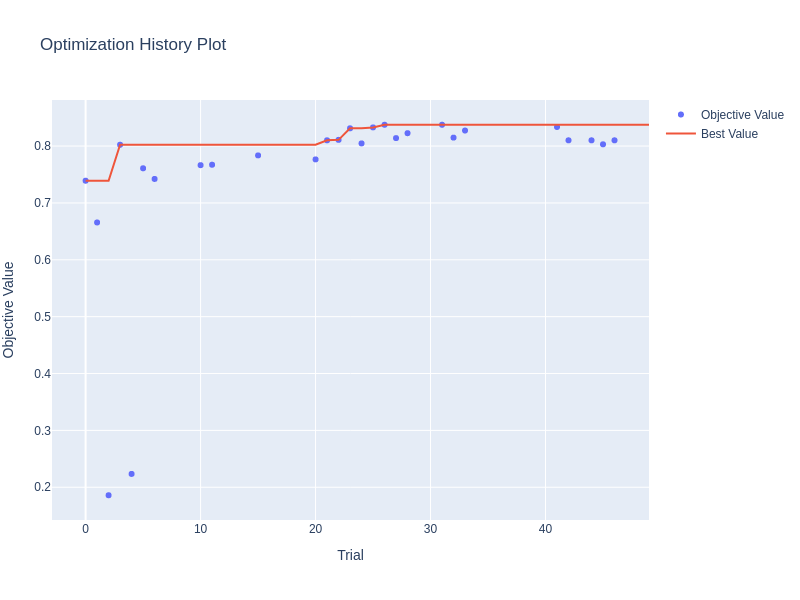 Optimization History Plot
Objective Value
Best Value
0.8
0.7
0.6
0.5
0.4
0.3
0.2
Objective Value
0 10 20 30 40
Trial